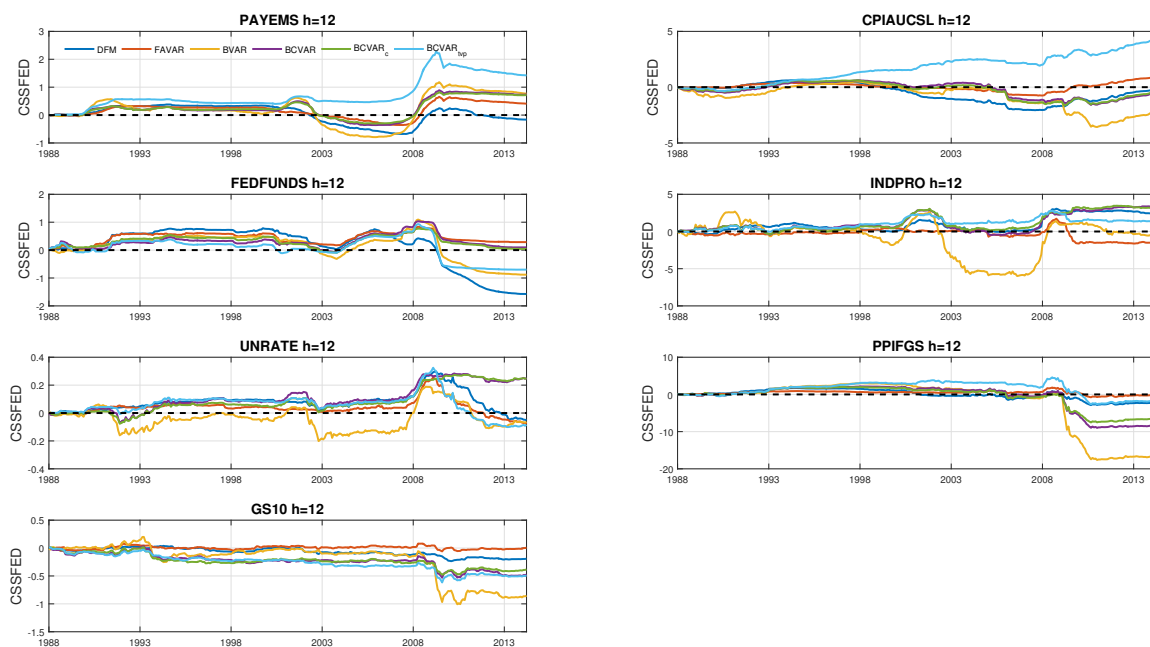 PAYEMS h=12
3
2
1
0
-1
CSSFED
DFM FAVAR BVAR BCVAR BCVARc BCVARtvp
1988 1993 1998 2003 2008 2013
CPIAUCSL h=12
5
0
-5
CSSFED
1988 1993 1998 2003 2008 2013
FEDFUNDS h=12
2
1
0
-1
-2
CSSFED
1988 1993 1998 2003 2008 2013
INDPRO h=12
5
0
-5
-10
CSSFED
1988 1993 1998 2003 2008 2013
UNRATE h=12
0.4
0.2
0
-0.2
-0.4
CSSFED
1988 1993 1998 2003 2008 2013
PPIFGS h=12
10
0
-10
-20
CSSFED
1988 1993 1998 2003 2008 2013
GS10 h=12
0.5
0
-0.5
-1
-1.5
CSSFED
1988 1993 1998 2003 2008 2013